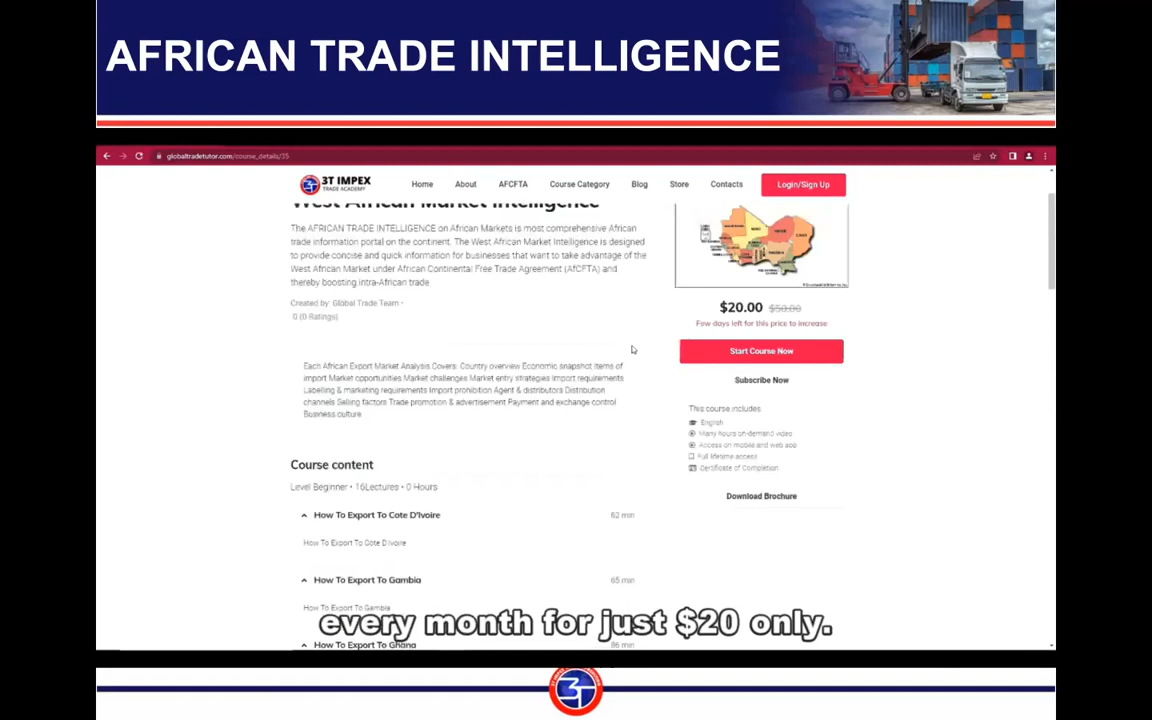 AFRICAN TRADE INTELLIGENCE
globaltradetutor.com/course_details/35
3T IMPEX
TRADE ACADEMY
Home
About
AFCFTA
Course Category
Blog
Store
Contacts
Login/Sign Up
West African Market Intelligence
The AFRICAN TRADE INTELLIGENCE on African Markets is most comprehensive African
trade information portal on the continent. The West African Market Intelligence is designed
to provide concise and quick information for businesses that want to take advantage of the
West African Market under African Continental Free Trade Agreement (AfCFTA) and
thereby boosting intra-African trade.
Created by: Global Trade Team -
0 (0 Ratings)
$20.00 $50.00
Few days left for this price to increase
Start Course Now
Subscribe Now
This course includes
English
Many hours on-demand video
Access on mobile and web app
Full lifetime access
Certificate of Completion
Download Brochure
Each African Export Market Analysis Covers: Country overview Economic snapshot Items of
import Market opportunities Market challenges Market entry strategies Import requirements
Labelling & marketing requirements Import prohibition Agent & distributors Distribution
channels Selling factors Trade promotion & advertisement Payment and exchange control
Business culture
Course content
Level Beginner • 16Lectures • 0 Hours
How To Export To Cote D'Ivoire
62 min
How To Export To Cote D'Ivoire
How To Export To Gambia
65 min
How To Export To Gambia
every month for just $20 only.
How To Export To Ghana
86 min
3T